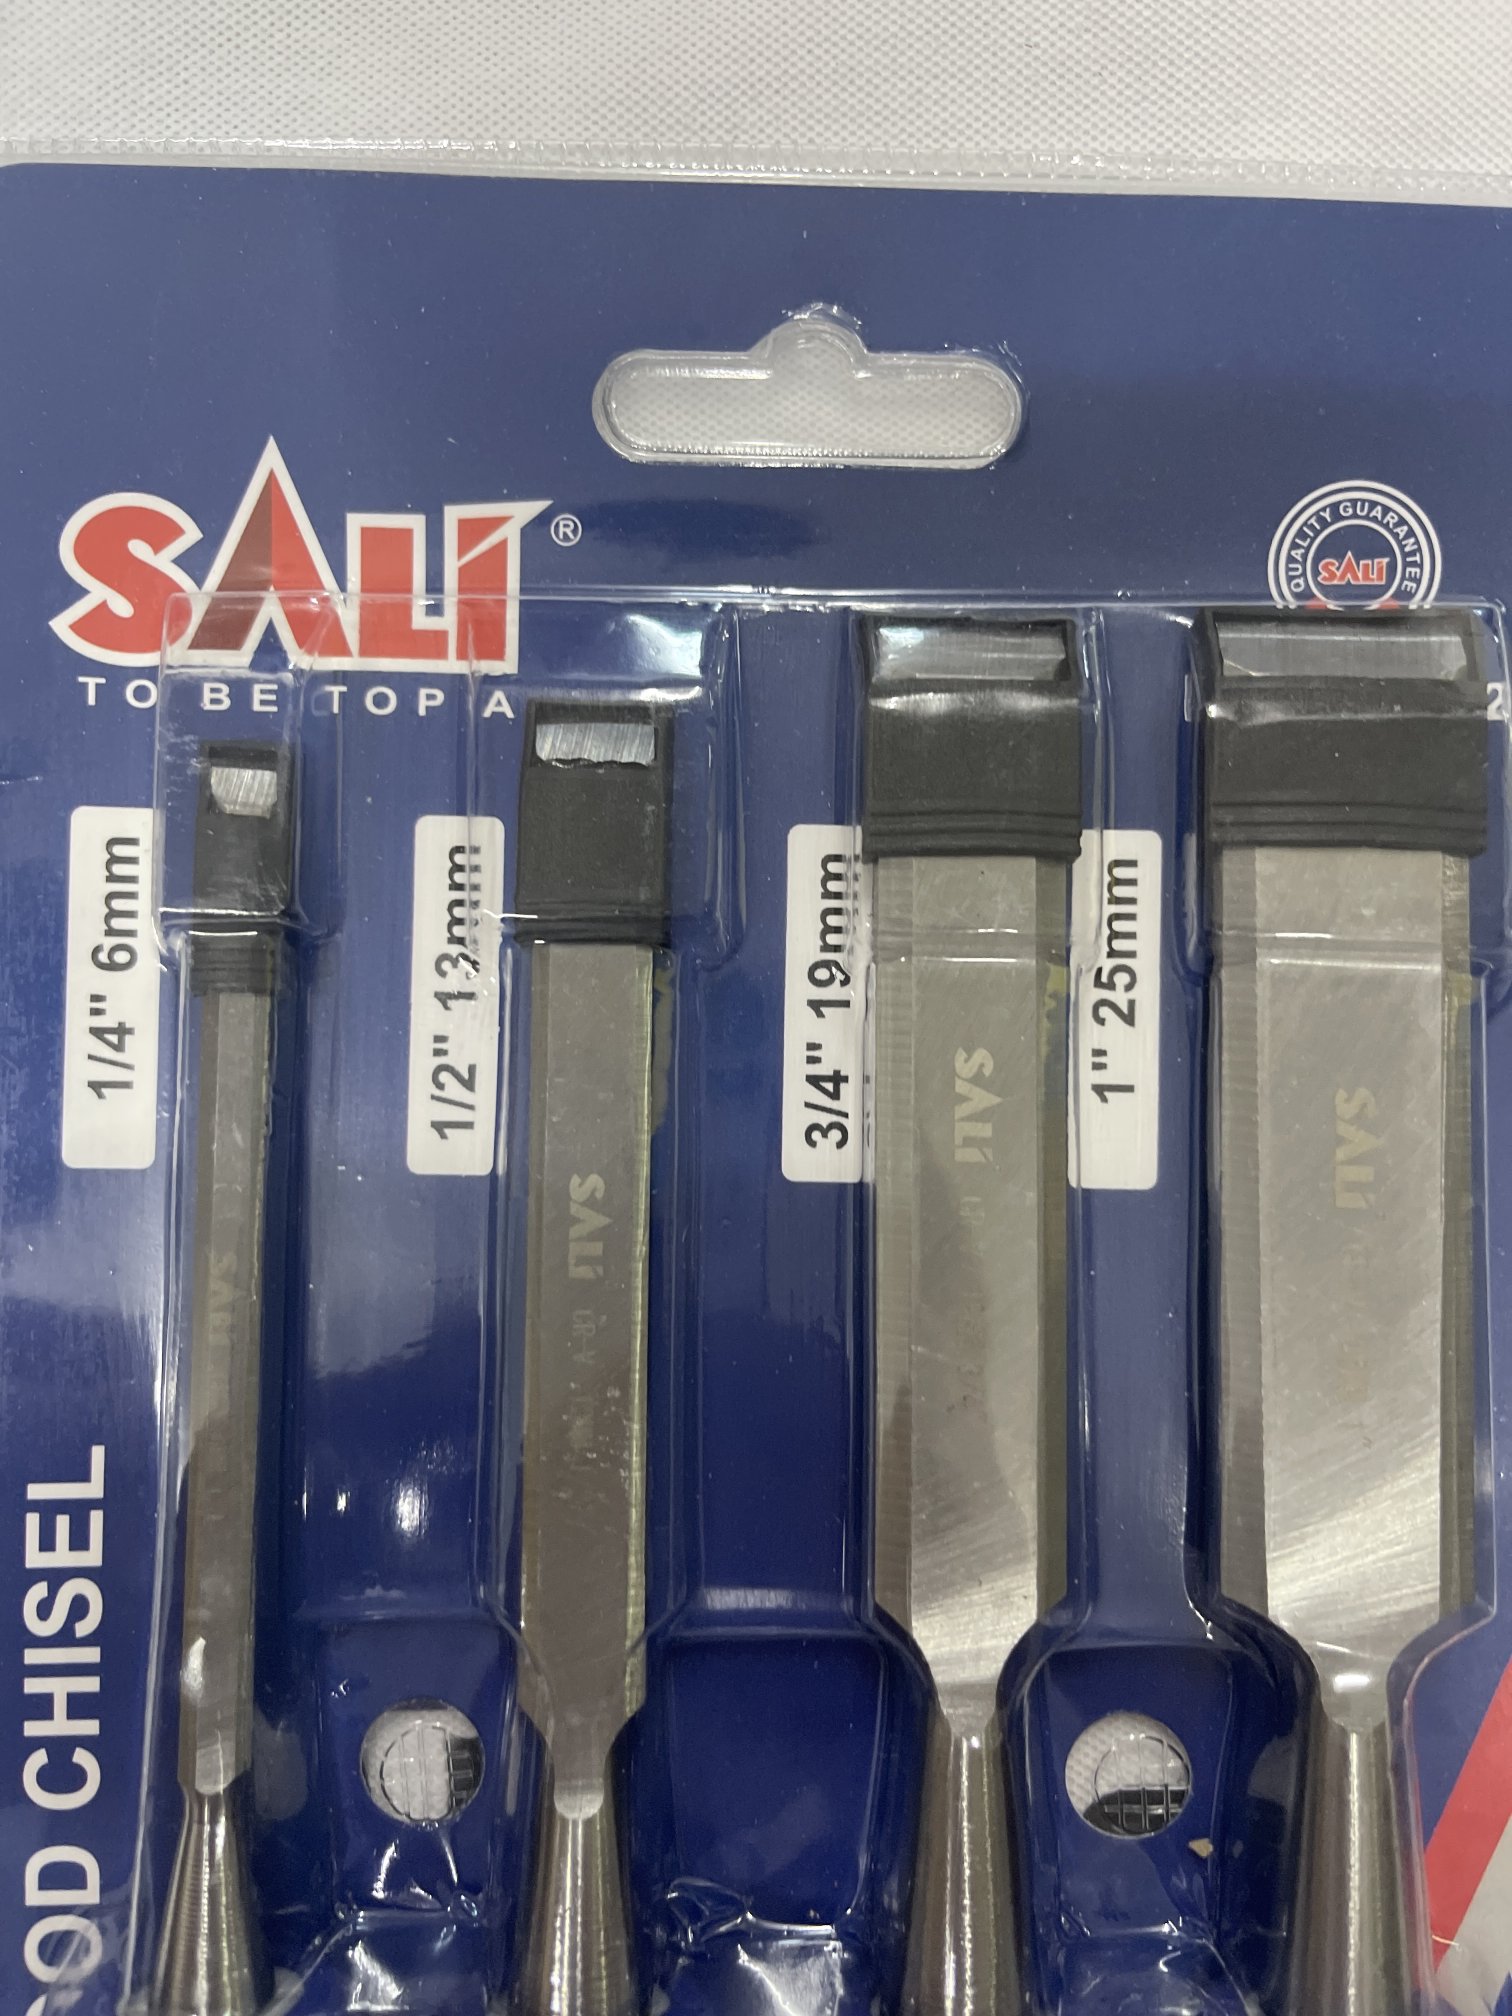 SALI®
TO BE TOP A
QUALITY GUARANTEE
SALI
1/4" 6mm
1/2" 13mm
3/4" 19mm
1" 25mm
SALI
SALI
CR-V
SALI
SALI
OOD CHISEL